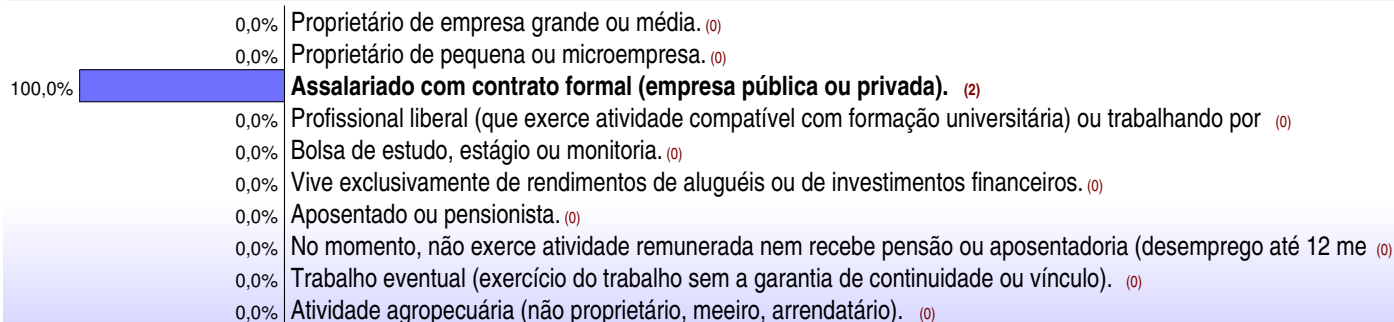 0,0% Proprietário de empresa grande ou média. (0)
0,0% Proprietário de pequena ou microempresa. (0)
100,0% Assalariado com contrato formal (empresa pública ou privada). (2)
0,0% Profissional liberal (que exerce atividade compatível com formação universitária) ou trabalhando por (0)
0,0% Bolsa de estudo, estágio ou monitoria. (0)
0,0% Vive exclusivamente de rendimentos de aluguéis ou de investimentos financeiros. (0)
0,0% Aposentado ou pensionista. (0)
0,0% No momento, não exerce atividade remunerada nem recebe pensão ou aposentadoria (desemprego até 12 me (0)
0,0% Trabalho eventual (exercício do trabalho sem a garantia de continuidade ou vínculo). (0)
0,0% Atividade agropecuária (não proprietário, meeiro, arrendatário). (0)